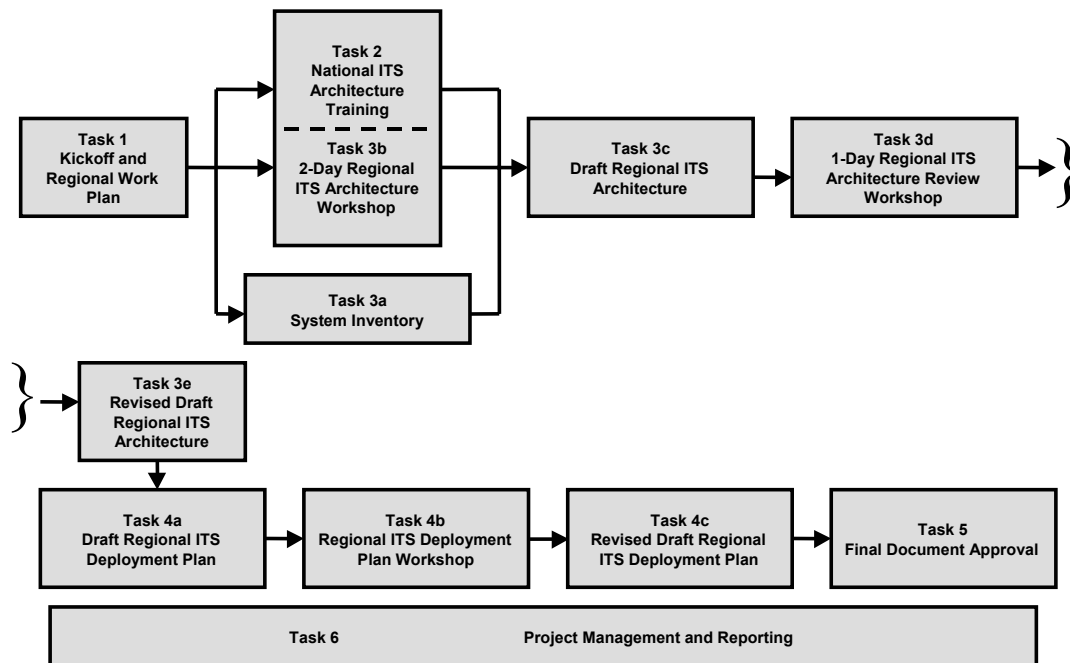 Task 1
Kickoff and
Regional Work
Plan
Task 2
National ITS
Architecture
Training
Task 3b
2-Day Regional
ITS Architecture
Workshop
Task 3a
System Inventory
Task 3c
Draft Regional ITS
Architecture
Task 3d
1-Day Regional ITS
Architecture Review
Workshop
}
}
Task 3e
Revised Draft
Regional ITS
Architecture
Task 4a
Draft Regional ITS
Deployment Plan
Task 4b
Regional ITS Deployment
Plan Workshop
Task 4c
Revised Draft Regional
ITS Deployment Plan
Task 5
Final Document Approval
Task 6 Project Management and Reporting